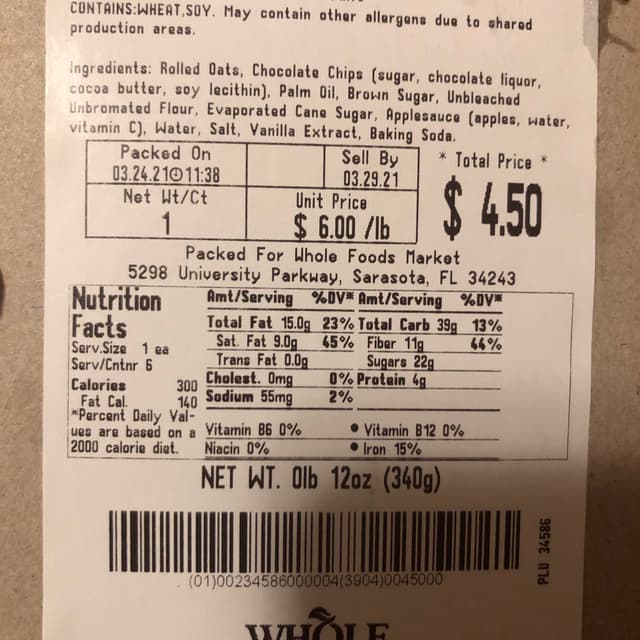 CONTAINS:WHEAT,SOY. May contain other allergens due to shared
production areas.
Ingredients: Rolled Oats, Chocolate Chips (sugar, chocolate liquor,
cocoa butter, soy lecithin), Palm Oil, Brown Sugar, Unbleached
Unbromated Flour, Evaporated Cane Sugar, Applesauce (apples, water,
vitamin C), Water, Salt, Vanilla Extract, Baking Soda.
Packed On
03.24.21 11:38
Sell By
03.29.21
* Total Price *
$ 4.50
Net Wt/Ct
1
Unit Price
$ 6.00 /lb
Packed For Whole Foods Market
5298 University Parkway, Sarasota, FL 34243
Nutrition
Facts
Serv.Size 1 ea
Serv/Cntnr 6
Calories 300
Fat Cal. 140
*Percent Daily Val-
ues are based on a
2000 calorie diet.
Amt/Serving %DV* Amt/Serving %DV*
Total Fat 15.0g 23% Total Carb 39g 13%
Sat. Fat 9.0g 45% Fiber 11g 44%
Trans Fat 0.0g Sugars 22g
Cholest. 0mg 0% Protein 4g
Sodium 55mg 2%
Vitamin B6 0% • Vitamin B12 0%
Niacin 0% • Iron 15%
NET WT. 0lb 12oz (340g)
(01)00234586000004(3904)0045000
PLU 34586
WHOLE